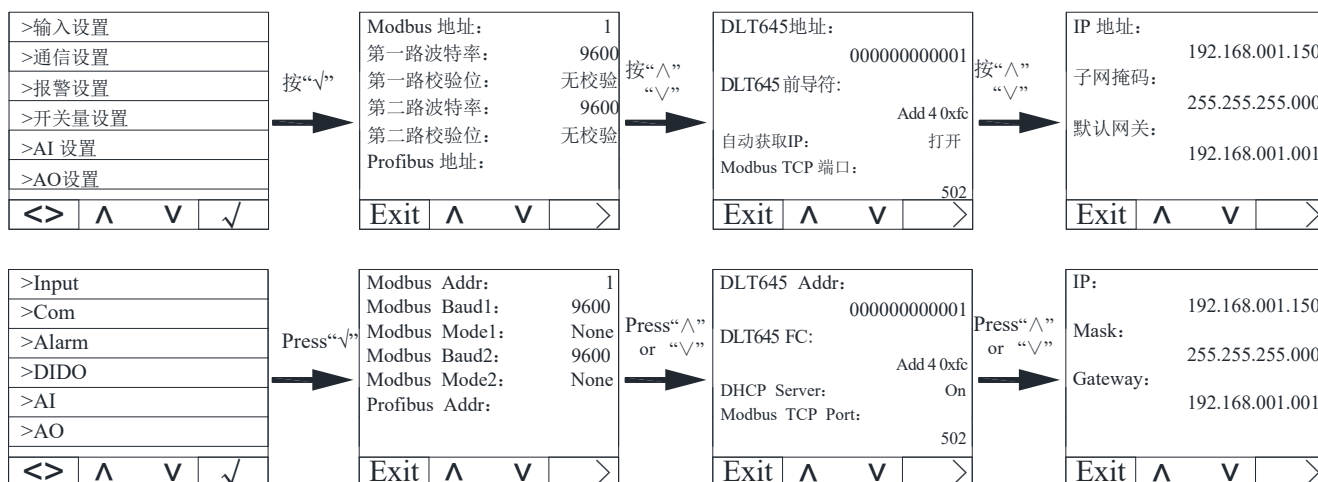 >输入设置
>通信设置
>报警设置
>开关量设置
>AI 设置
>AO设置
<> ∧ ∨ √
按“√”
Modbus 地址： 1
第一路波特率： 9600
第一路校验位： 无校验
第二路波特率： 9600
第二路校验位： 无校验
Profibus 地址：
Exit ∧ ∨ >
按“∧”
“∨”
DLT645地址：
000000000001
DLT645前导符:
Add 4 0xfc
自动获取IP： 打开
Modbus TCP 端口：
502
Exit ∧ ∨ >
按“∧”
“∨”
IP 地址：
192.168.001.150
子网掩码：
255.255.255.000
默认网关：
192.168.001.001
Exit ∧ ∨ >
>Input
>Com
>Alarm
>DIDO
>AI
>AO
<> ∧ ∨ √
Press“√”
Modbus Addr： 1
Modbus Baud1： 9600
Modbus Mode1： None
Modbus Baud2： 9600
Modbus Mode2： None
Profibus Addr：
Exit ∧ ∨ >
Press“∧”
or “∨”
DLT645 Addr：
000000000001
DLT645 FC:
Add 4 0xfc
DHCP Server： On
Modbus TCP Port：
502
Exit ∧ ∨ >
Press“∧”
or “∨”
IP：
192.168.001.150
Mask：
255.255.255.000
Gateway：
192.168.001.001
Exit ∧ ∨ >